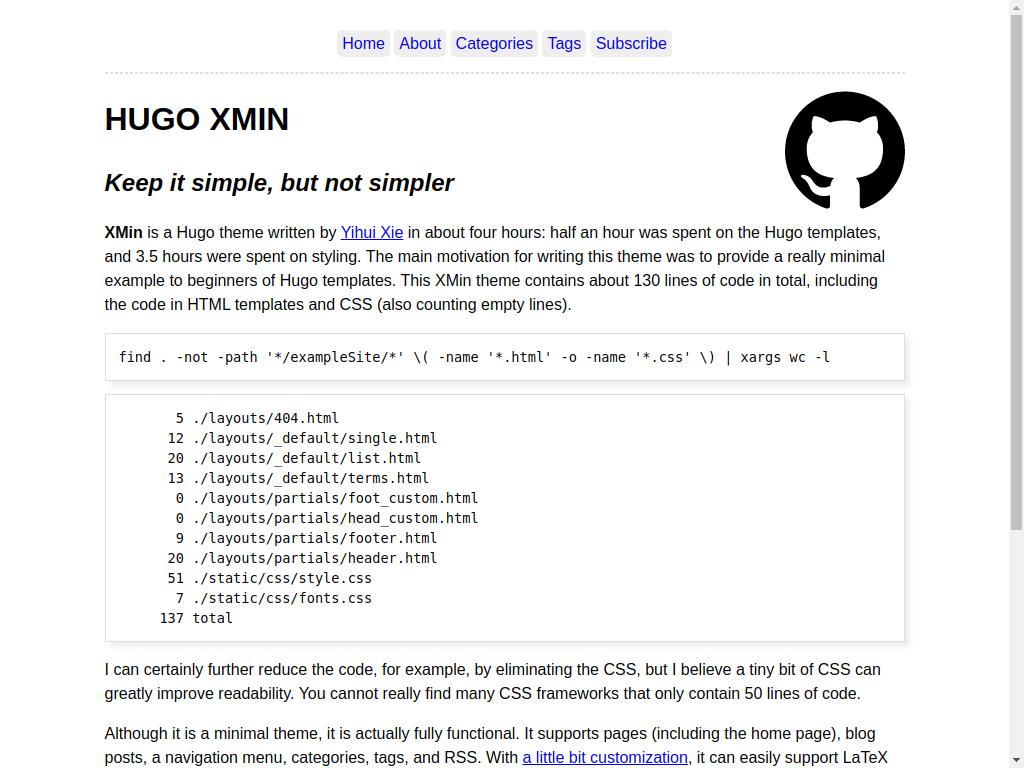 Home About Categories Tags Subscribe
HUGO XMIN
Keep it simple, but not simpler
XMin is a Hugo theme written by Yihui Xie in about four hours: half an hour was spent on the Hugo templates,
and 3.5 hours were spent on styling. The main motivation for writing this theme was to provide a really minimal
example to beginners of Hugo templates. This XMin theme contains about 130 lines of code in total, including
the code in HTML templates and CSS (also counting empty lines).
find . -not -path '*/exampleSite/*' \( -name '*.html' -o -name '*.css' \) | xargs wc -l
5 ./layouts/404.html
12 ./layouts/_default/single.html
20 ./layouts/_default/list.html
13 ./layouts/_default/terms.html
0 ./layouts/partials/foot_custom.html
0 ./layouts/partials/head_custom.html
9 ./layouts/partials/footer.html
20 ./layouts/partials/header.html
51 ./static/css/style.css
7 ./static/css/fonts.css
137 total
I can certainly further reduce the code, for example, by eliminating the CSS, but I believe a tiny bit of CSS can
greatly improve readability. You cannot really find many CSS frameworks that only contain 50 lines of code.
Although it is a minimal theme, it is actually fully functional. It supports pages (including the home page), blog
posts, a navigation menu, categories, tags, and RSS. With a little bit customization, it can easily support LaTeX